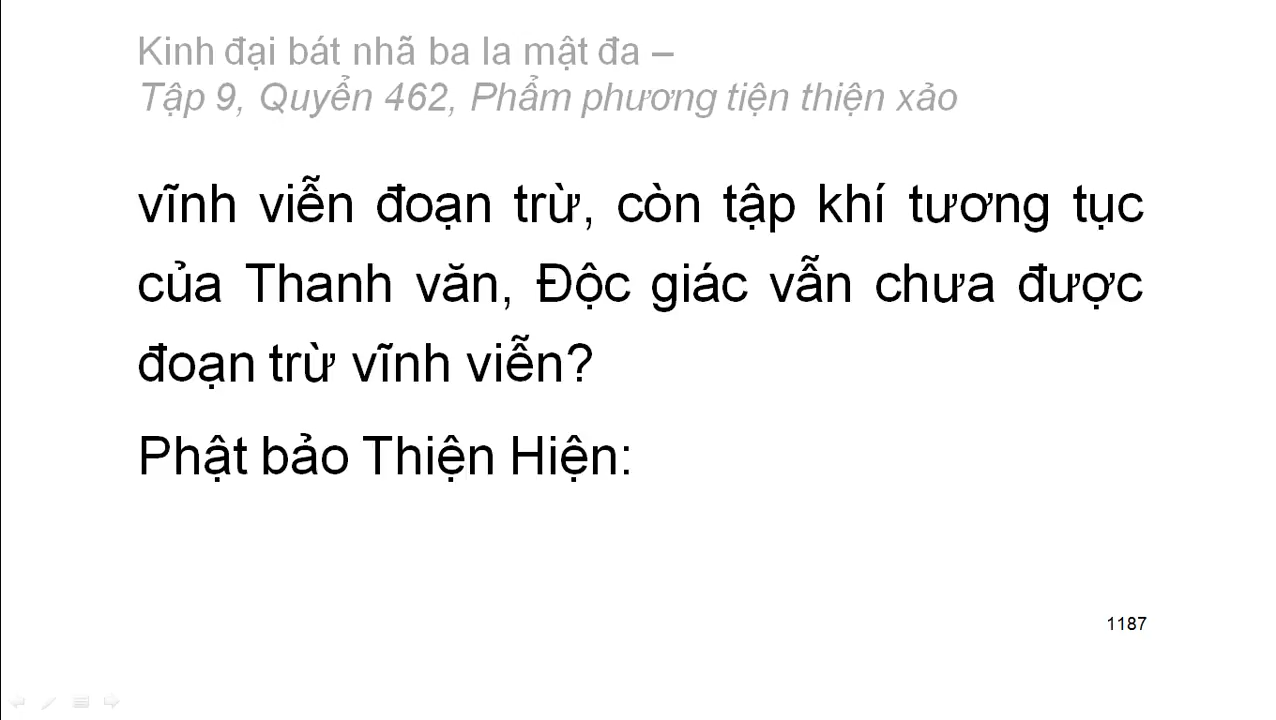 Kinh đại bát nhã ba la mật đa –
Tập 9, Quyển 462, Phẩm phương tiện thiện xảo
vĩnh viễn đoạn trừ, còn tập khí tương tục
của Thanh văn, Độc giác vẫn chưa được
đoạn trừ vĩnh viễn?
Phật bảo Thiện Hiện:
1187